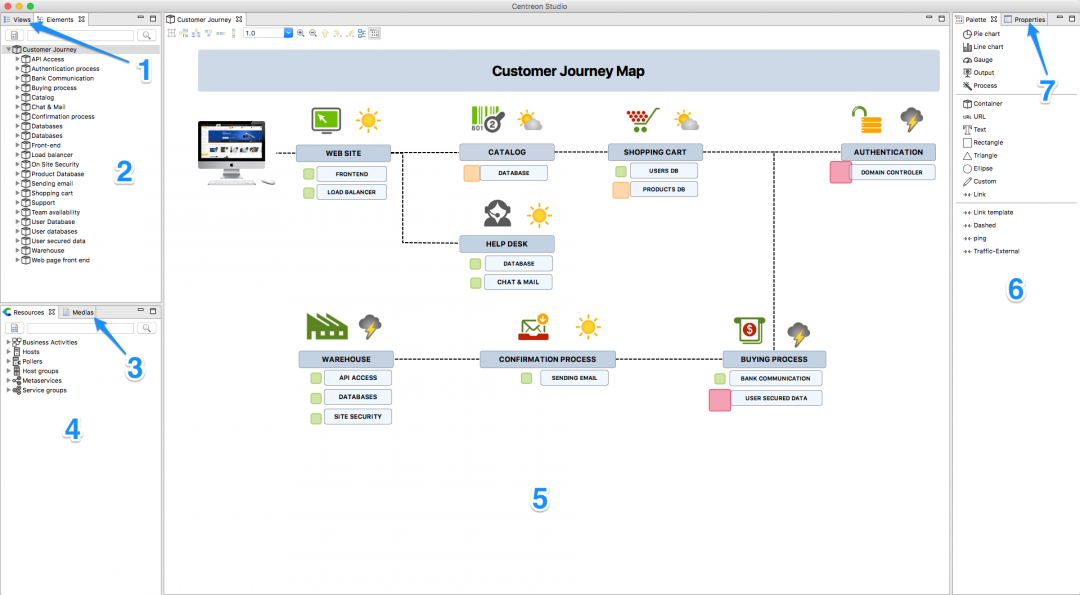 Centreon Studio
Views
Elements
Customer Journey
API Access
Authentication process
Bank Communication
Buying process
Catalog
Chat & Mail
Confirmation process
Databases
Databases
Front-end
Load balancer
On Site Security
Product Database
Sending email
Shopping cart
Support
Team availability
User Database
User databases
User secured data
Warehouse
Web page front end
1
2
Resources
Medias
Business Activities
Hosts
Pollers
Host groups
Metaservices
Service groups
3
4
Customer Journey
1.0
Customer Journey Map
801
2
WEB SITE
FRONTEND
LOAD BALANCER
CATALOG
DATABASE
SHOPPING CART
USERS DB
PRODUCTS DB
AUTHENTICATION
DOMAIN CONTROLER
HELP DESK
DATABASE
CHAT & MAIL
WAREHOUSE
API ACCESS
DATABASES
SITE SECURITY
CONFIRMATION PROCESS
SENDING EMAIL
$
BUYING PROCESS
BANK COMMUNICATION
USER SECURED DATA
5
Palette
Properties
Pie chart
Line chart
Gauge
Output
Process
Container
URL URL
Text
Rectangle
Triangle
Ellipse
Custom
Link
Link template
Dashed
ping
Traffic-External
6
7